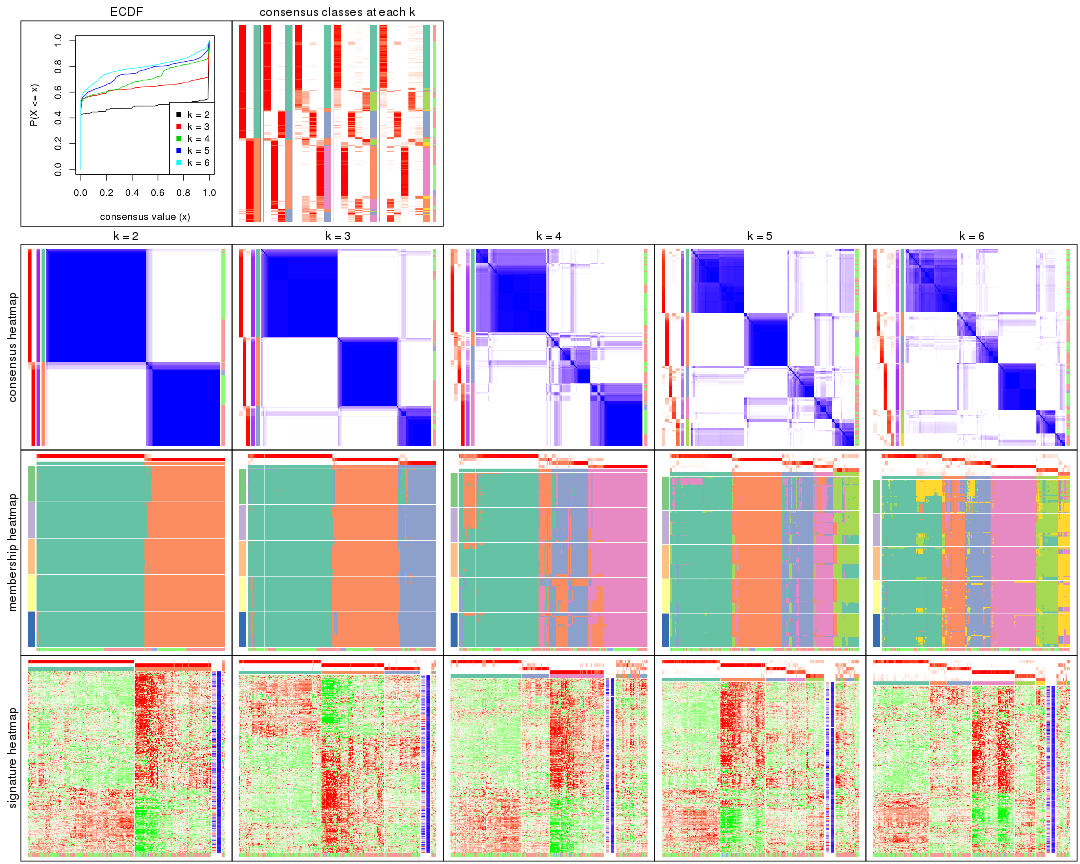 ECDF
consensus classes at each k
P(X <= x)
0.0 0.2 0.4 0.6 0.8 1.0
k = 2
k = 3
k = 4
k = 5
k = 6
0.0 0.2 0.4 0.6 0.8 1.0
consensus value (x)
k = 2
k = 3
k = 4
k = 5
k = 6
consensus heatmap
membership heatmap
signature heatmap